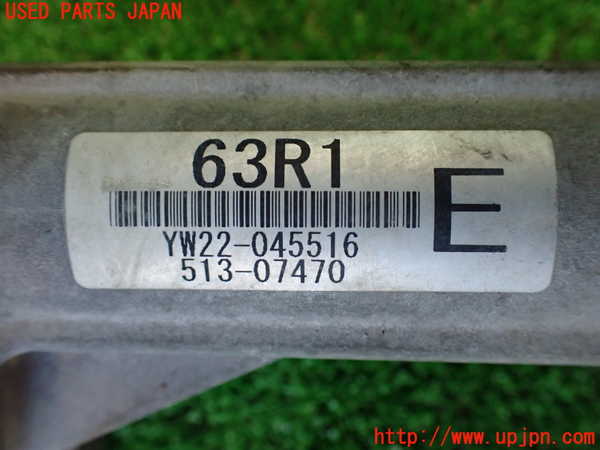 USED PARTS JAPAN
63R1
E
YW22-045516
513-07470
http://www.upjpn.com/